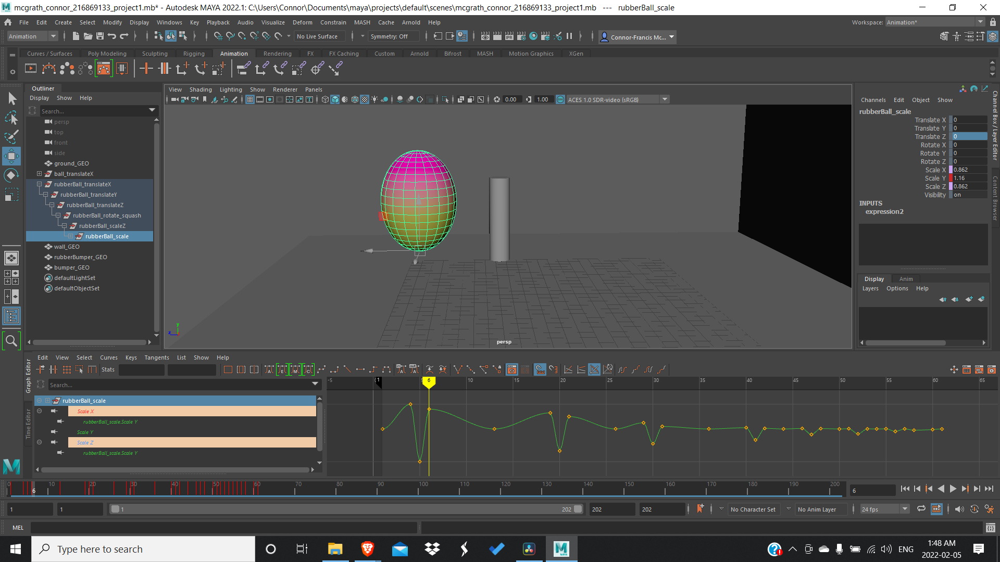 mcgrath_connor_216869133_project1.mb* - Autodesk MAYA 2022.1: C:\Users\Connor\Documents\maya\projects\default\scenes\mcgrath_connor_216869133_project1.mb --- rubberBall_scale
File Edit Create Select Modify Display Windows Key Playback Audio Visualize Deform Constrain MASH Cache Arnold Help
Workspace: Animation*
Animation No Live Surface Symmetry: Off IPR Connor-Francis Mc...
Curves / Surfaces Poly Modeling Sculpting Rigging Animation Rendering FX FX Caching Custom Arnold Bifrost MASH Motion Graphics XGen
Outliner
Display Show Help
Search...
persp
top
front
side
ground_GEO
ball_translateX
rubberBall_translateX
rubberBall_translateY
rubberBall_translateZ
rubberBall_rotate_squash
rubberBall_scaleZ
rubberBall_scale
wall_GEO
rubberBumper_GEO
bumper_GEO
defaultLightSet
defaultObjectSet
View Shading Lighting Show Renderer Panels
0.00 1.00 ACES 1.0 SDR-video (sRGB)
y
z
persp
Channels Edit Object Show
rubberBall_scale
Translate X 0
Translate Y 0
Translate Z 0
Rotate X 0
Rotate Y 0
Rotate Z 0
Scale X 0.862
Scale Y 1.16
Scale Z 0.862
Visibility on
INPUTS
expression2
Channel Box / Layer Editor
Content Browser
Display Anim
Layers Options Help
Graph Editor
Time Editor
Edit View Select Curves Keys Tangents List Show Help
Stats
Search...
rubberBall_scale
Scale X
rubberBall_scale.Scale Y
Scale Y
Scale Z
rubberBall_scale.Scale Y
-5 1 5 6 10 15 20 25 30 35 40 45 50 55 60 65
0 10 20 30 40 50 60 70 80 90 100 110 120 130 140 150 160 170 180 190 200
6
6
1 1 1 202 202 202 No Character Set No Anim Layer 24 fps
MEL
Type here to search
MAYA
ENG
1:48 AM
2022-02-05